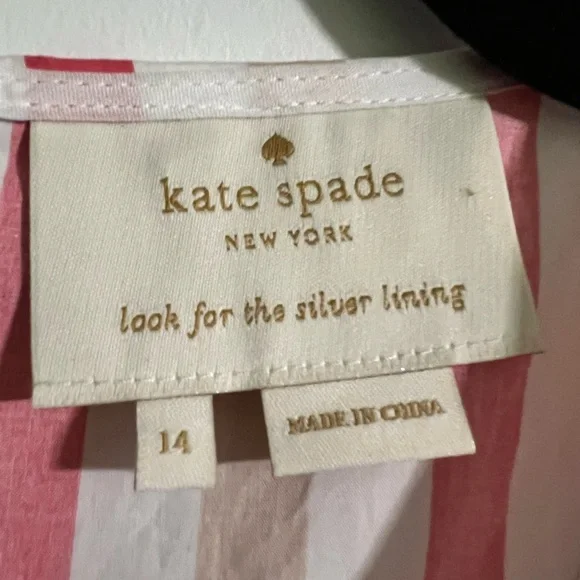 kate spade
NEW YORK
look for the silver lining
14
MADE IN CHINA